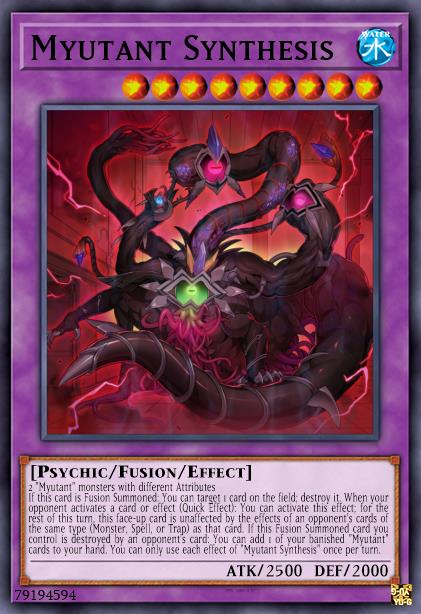 Myutant Synthesis
WATER
水
[Psychic/Fusion/Effect]
2 "Myutant" monsters with different Attributes
If this card is Fusion Summoned: You can target 1 card on the field; destroy it. When your
opponent activates a card or effect (Quick Effect): You can activate this effect; for the
rest of this turn, this face-up card is unaffected by the effects of an opponent's cards of
the same type (Monster, Spell, or Trap) as that card. If this Fusion Summoned card you
control is destroyed by an opponent's card: You can add 1 of your banished "Myutant"
cards to your hand. You can only use each effect of "Myutant Synthesis" once per turn.
ATK/2500 DEF/2000
79194594